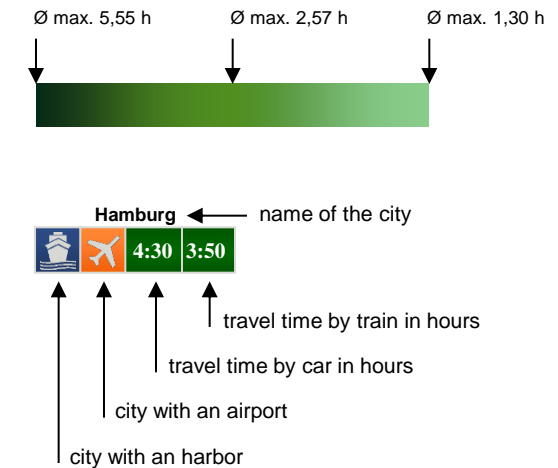 Ø max. 5,55 h Ø max. 2,57 h Ø max. 1,30 h
Hamburg name of the city
4:30 3:50
travel time by train in hours
travel time by car in hours
city with an airport
city with an harbor